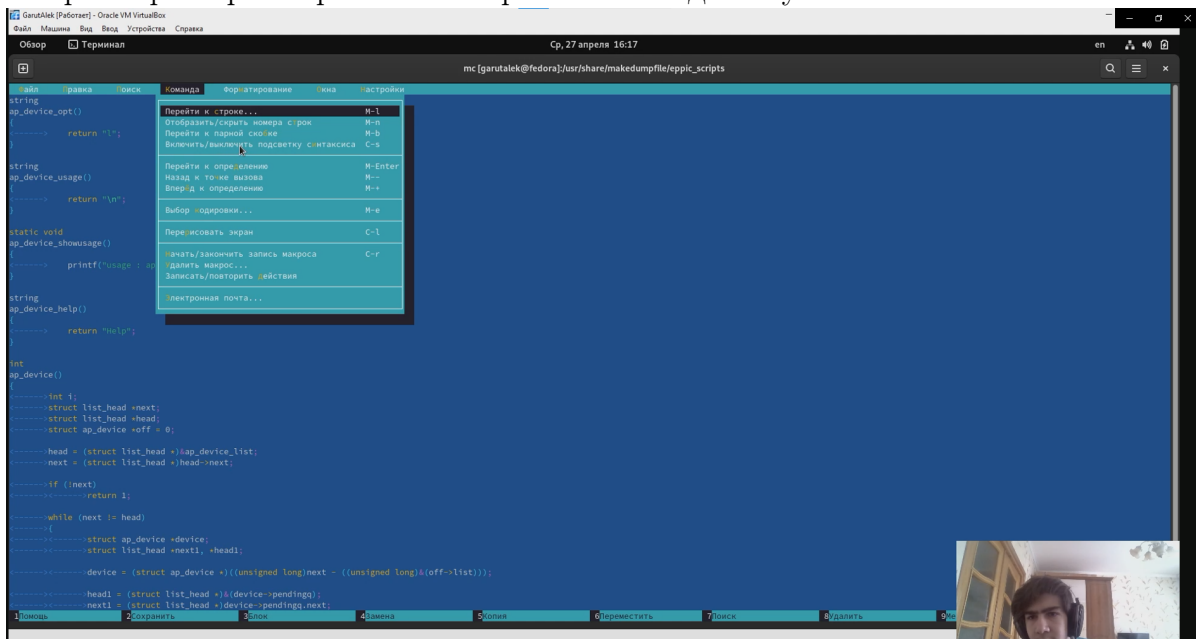 GarutAlek [Работает] - Oracle VM VirtualBox
Файл Машина Вид Ввод Устройства Справка
Обзор Терминал Ср, 27 апреля 16:17 en
mc [garutalek@fedora]:/usr/share/makedumpfile/eppic_scripts
Файл Правка Поиск Команда Форматирование Окна Настройки
string
ap_device_opt()
{
<------> return "l";
}
string
ap_device_usage()
{
<------> return "\n";
}
static void
ap_device_showusage()
{
<------> printf("usage : ap
}
string
ap_device_help()
{
<------> return "Help";
}
Перейти к строке... M-l
Отобразить/скрыть номера строк M-n
Перейти к парной скобке M-b
Включить/выключить подсветку синтаксиса C-s
Перейти к определению M-Enter
Назад к точке вызова M--
Вперёд к определению M-+
Выбор кодировки... M-e
Перерисовать экран C-l
Начать/закончить запись макроса C-r
Удалить макрос...
Записать/повторить действия
Электронная почта...
int
ap_device()
{
<------>int i;
<------>struct list_head *next;
<------>struct list_head *head;
<------>struct ap_device *off = 0;
<------>head = (struct list_head *)&ap_device_list;
<------>next = (struct list_head *)head->next;
<------>if (!next)
<------><------>return 1;
<------>while (next != head)
<------>{
<------><------>struct ap_device *device;
<------><------>struct list_head *next1, *head1;
<------><------>device = (struct ap_device *)((unsigned long)next - ((unsigned long)&(off->list)));
<------><------>head1 = (struct list_head *)&(device->pendingq);
<------><------>next1 = (struct list_head *)device->pendingq.next;
1Помощь 2Сохранить 3Блок 4Замена 5Копия 6Переместить 7Поиск 8Удалить